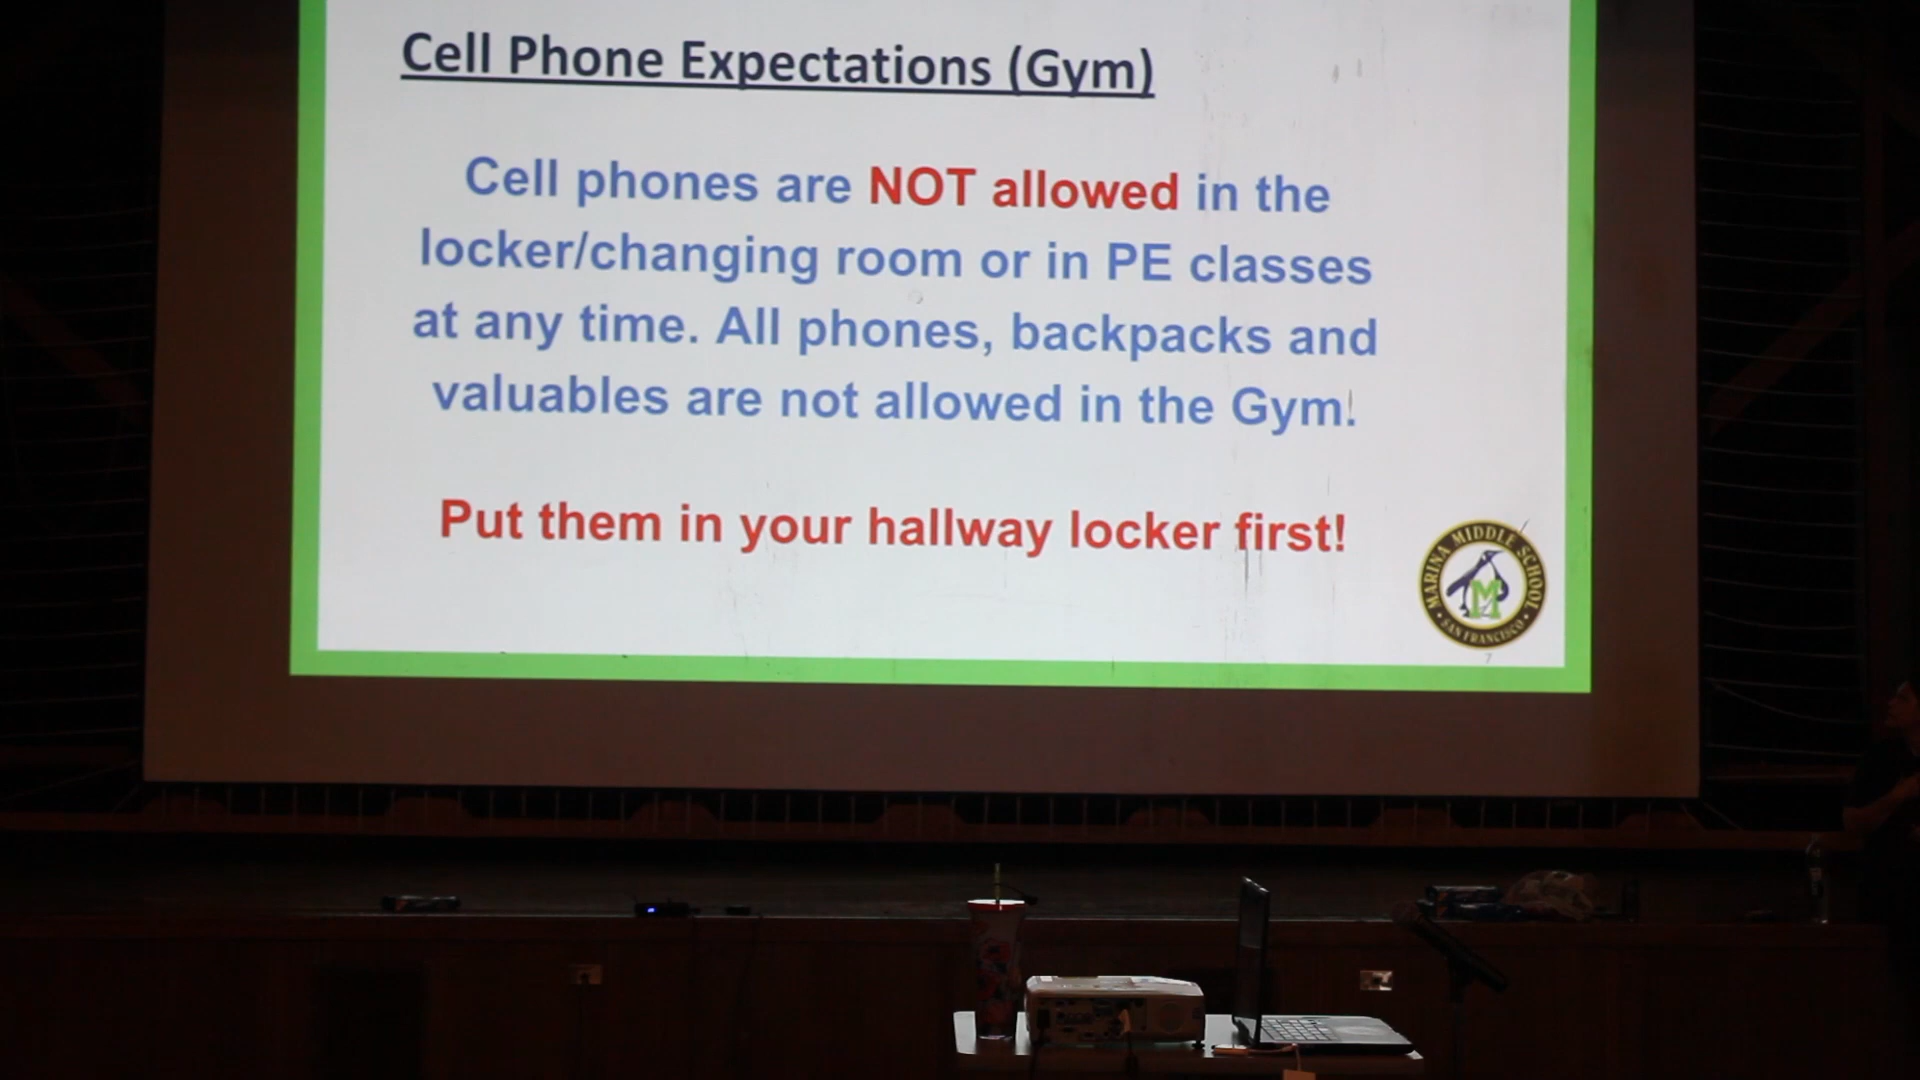 Cell Phone Expectations (Gym)
Cell phones are NOT allowed in the
locker/changing room or in PE classes
at any time. All phones, backpacks and
valuables are not allowed in the Gym!
Put them in your hallway locker first!
MARINA MIDDLE SCHOOL
M
SAN FRANCISCO
7